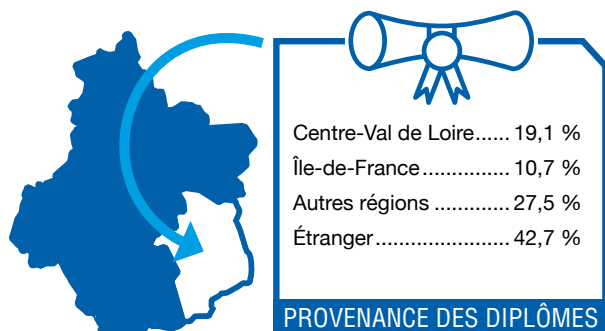 Centre-Val de Loire...... 19,1 %
Île-de-France............... 10,7 %
Autres régions ............. 27,5 %
Étranger....................... 42,7 %
PROVENANCE DES DIPLÔMES